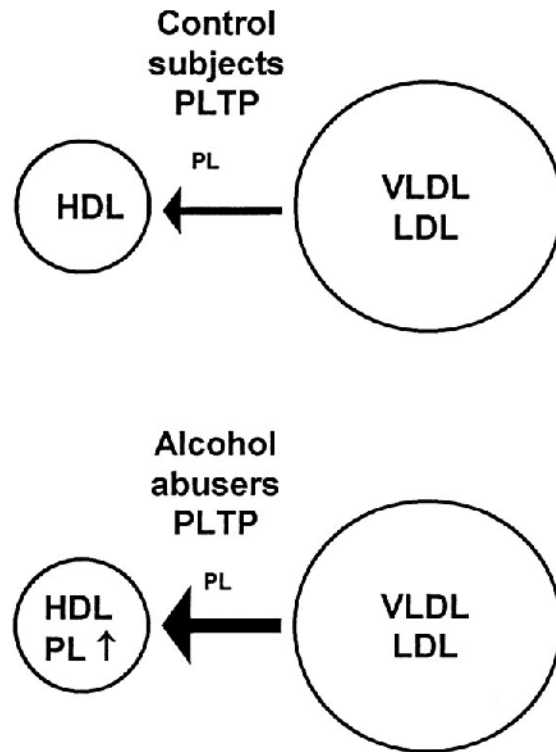 Control
subjects
PLTP
PL
HDL
VLDL
LDL
Alcohol
abusers
PLTP
PL
HDL
PL ↑
VLDL
LDL